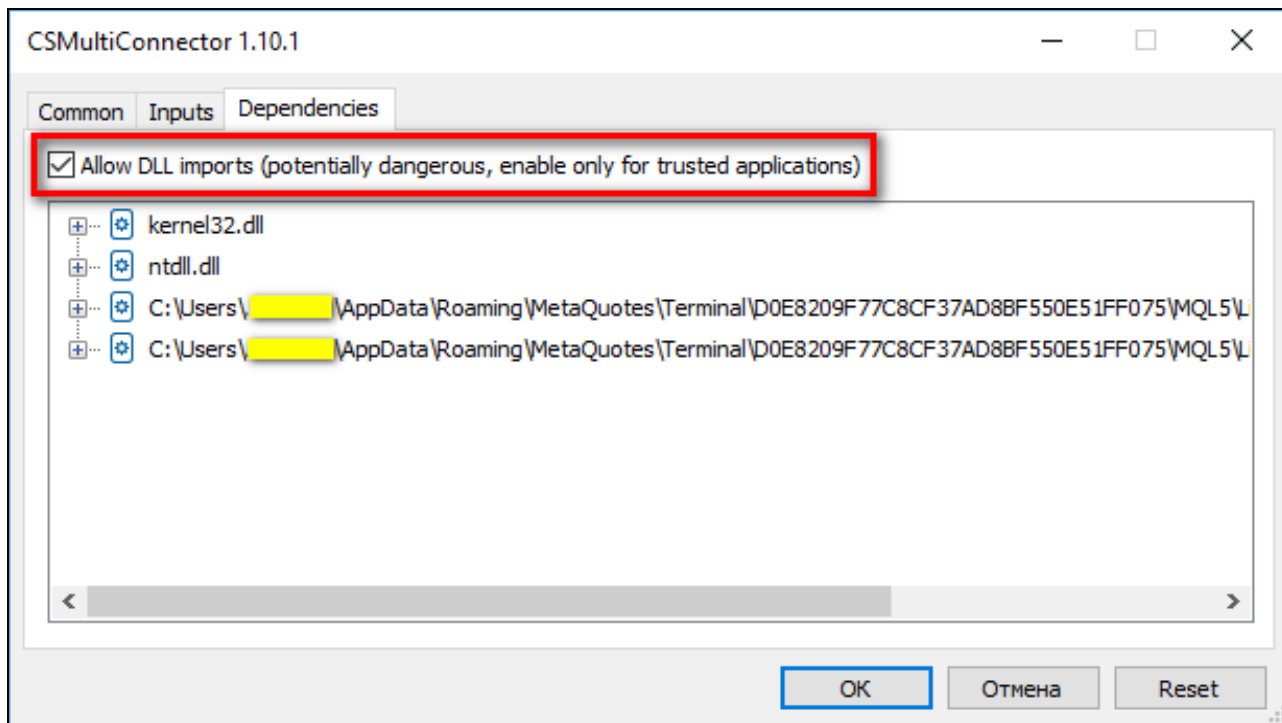 CSMultiConnector 1.10.1
Common Inputs Dependencies
Allow DLL imports (potentially dangerous, enable only for trusted applications)
kernel32.dll
ntdll.dll
C:\Users\ \AppData\Roaming\MetaQuotes\Terminal\D0E8209F77C8CF37AD8BF550E51FF075\MQL5\Li
C:\Users\ \AppData\Roaming\MetaQuotes\Terminal\D0E8209F77C8CF37AD8BF550E51FF075\MQL5\Li
OK Отмена Reset